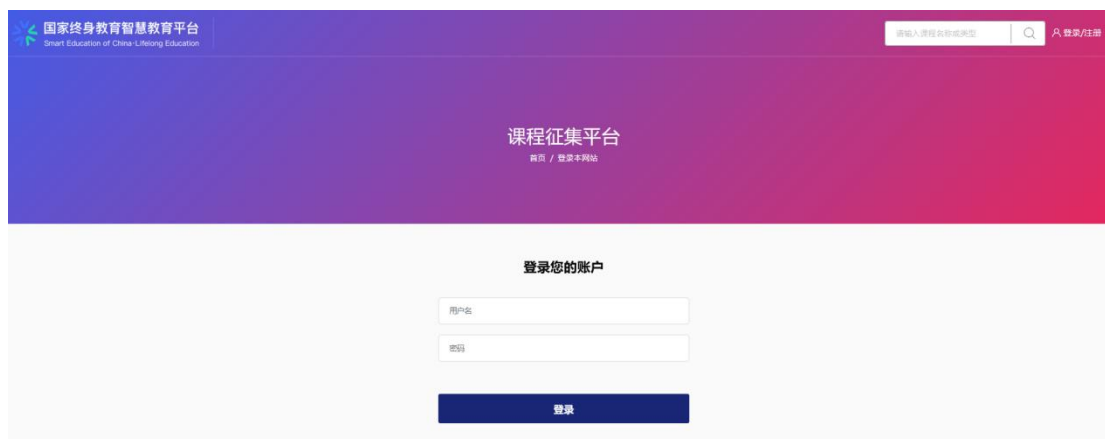 国家终身教育智慧教育平台
Smart Education of China-Lifelong Education
请输入课程名称或类型
登录/注册
课程征集平台
首页 / 登录本网站
登录您的账户
用户名
密码
登录